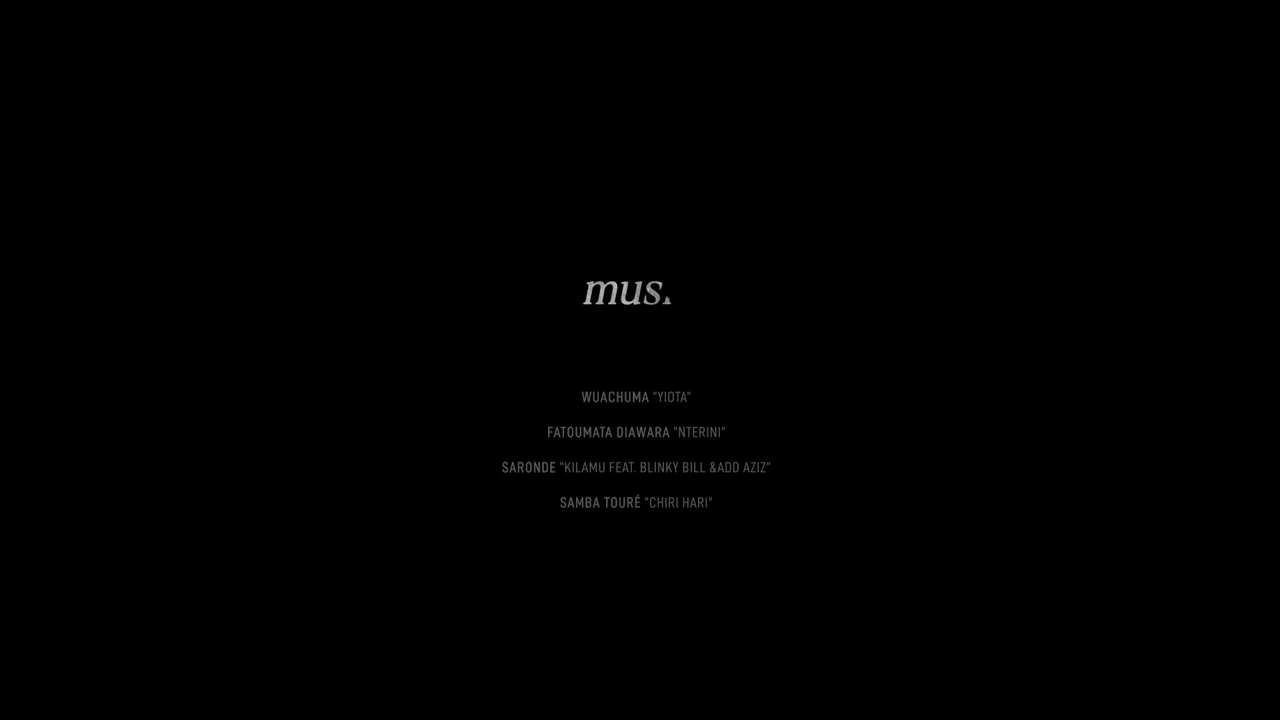 mus.
WUACHUMA "YIOTA"
FATOUMATA DIAWARA "NTERINI"
SARONDE "KILAMU FEAT. BLINKY BILL &ADD AZIZ"
SAMBA TOURÉ "CHIRI HARI"